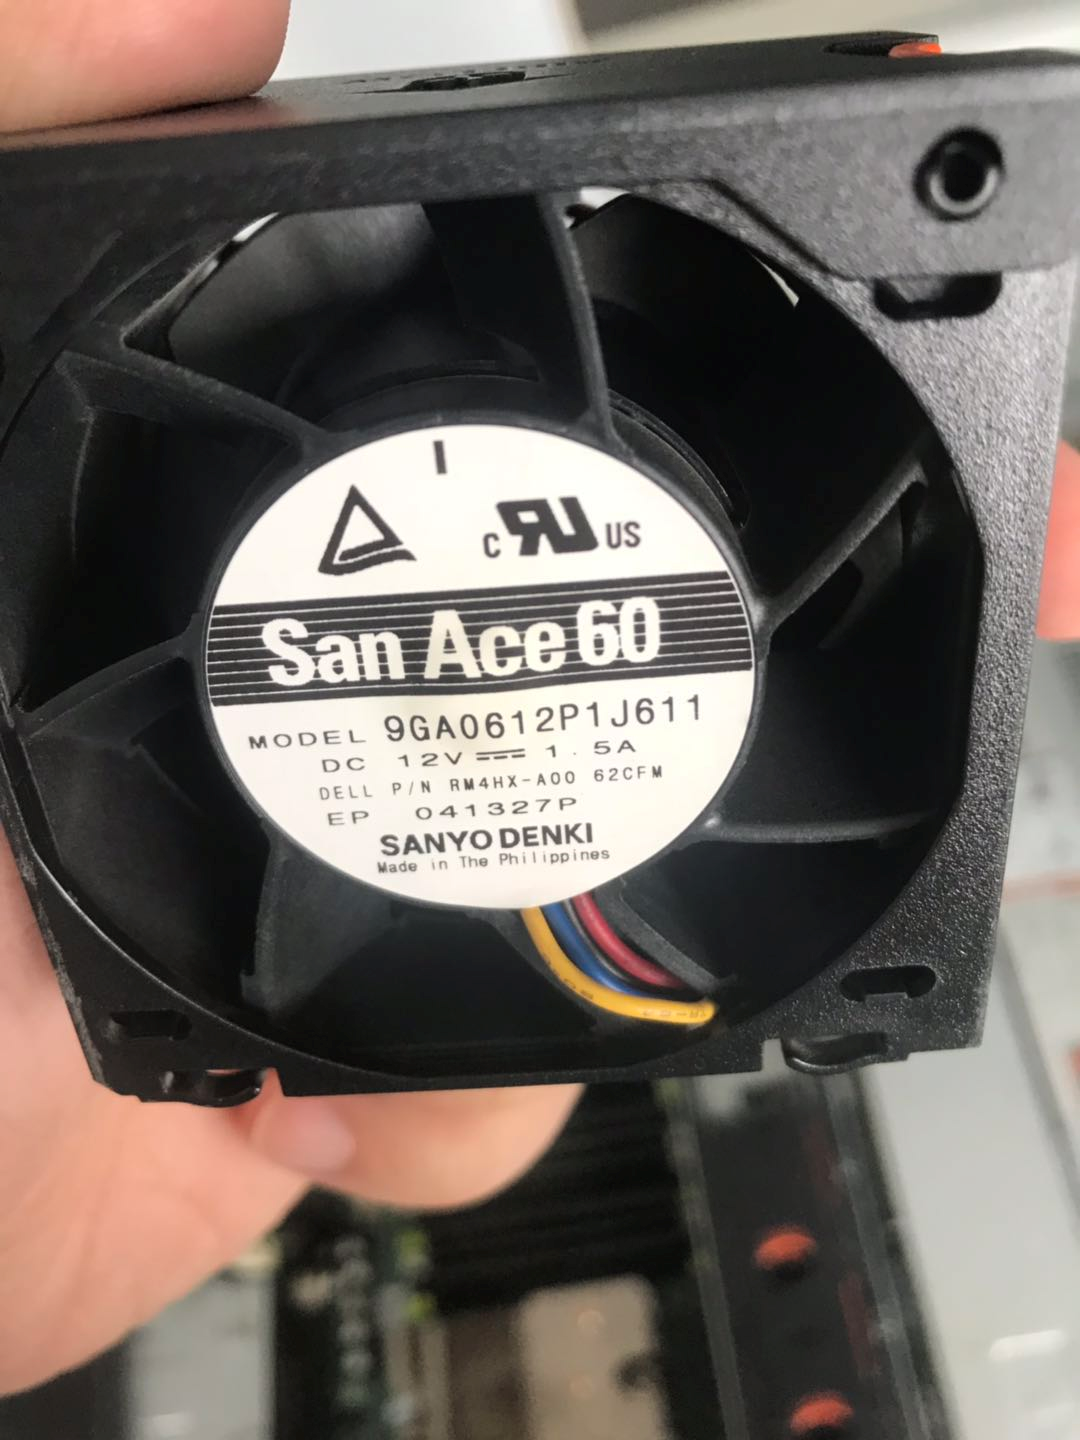 I
c RU US
San Ace 60
MODEL 9GA0612P1J611
DC 12V ⎓ 1.5A
DELL P/N RM4HX-A00 62CFM
EP 041327P
SANYO DENKI
Made in The Philippines